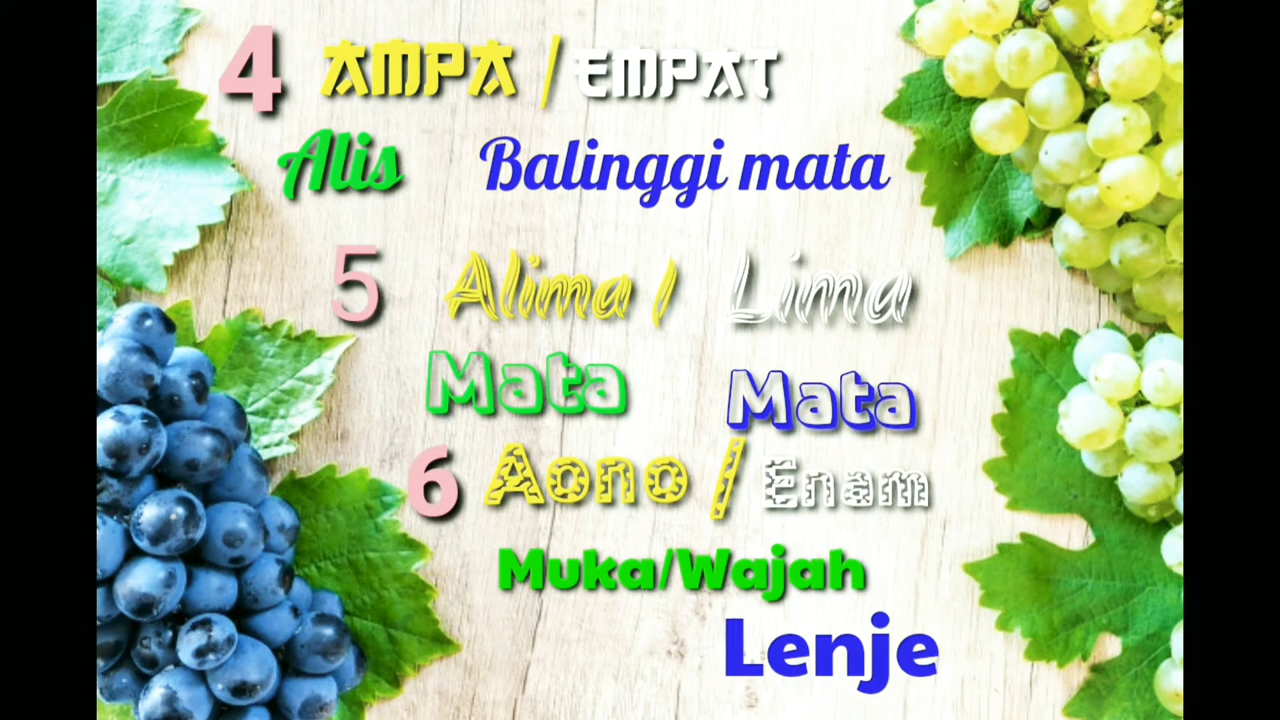 4 AMPA / EMPAT
Alis Balinggi mata
5 Alima / Lima
Mata Mata
6 Aono / Enam
Muka/Wajah
Lenje